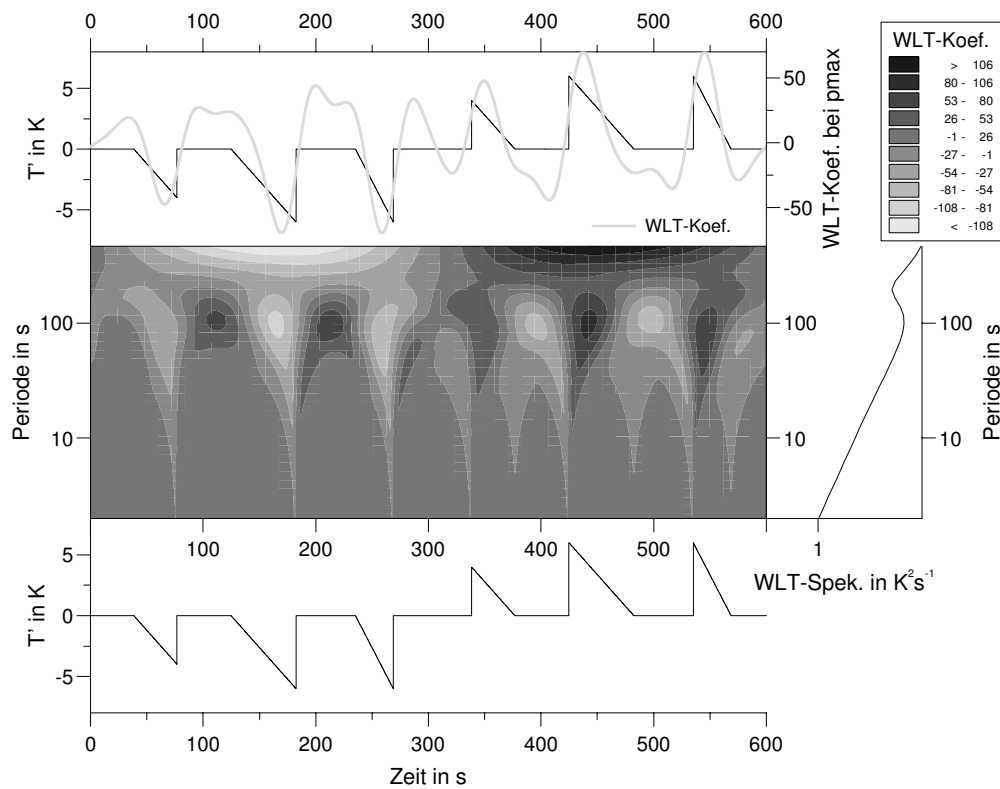 0 100 200 300 400 500 600
WLT-Koef.
> 106
80 - 106
53 - 80
26 - 53
-1 - 26
-27 - -1
-54 - -27
-81 - -54
-108 - -81
< -108
T' in K
5
0
-5
50
0
-50
WLT-Koef. bei pmax
WLT-Koef.
Periode in s
100
10
100
10
100
10
Periode in s
100 200 300 400 500
1
WLT-Spek. in K²s⁻¹
T' in K
5
0
-5
0 100 200 300 400 500 600
Zeit in s